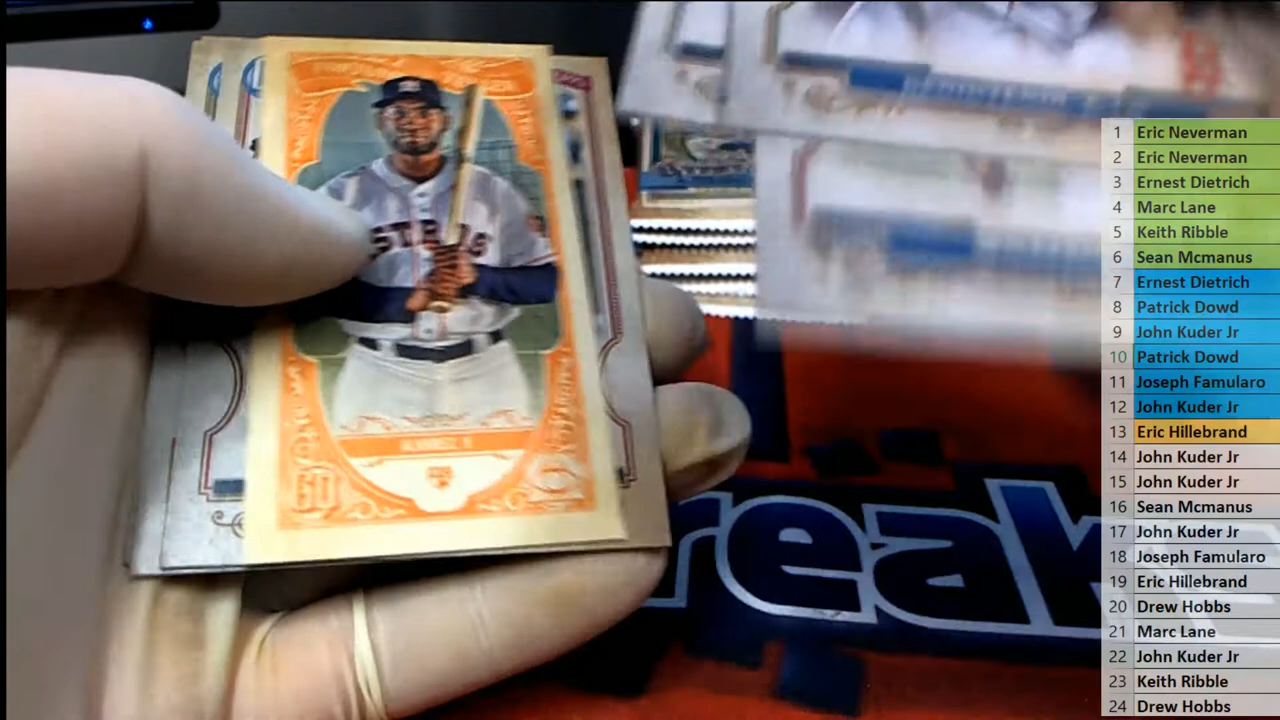 ASTROS
ALVAREZ, Y
GQ
reak
1 Eric Neverman
2 Eric Neverman
3 Ernest Dietrich
4 Marc Lane
5 Keith Ribble
6 Sean Mcmanus
7 Ernest Dietrich
8 Patrick Dowd
9 John Kuder Jr
10 Patrick Dowd
11 Joseph Famularo
12 John Kuder Jr
13 Eric Hillebrand
14 John Kuder Jr
15 John Kuder Jr
16 Sean Mcmanus
17 John Kuder Jr
18 Joseph Famularo
19 Eric Hillebrand
20 Drew Hobbs
21 Marc Lane
22 John Kuder Jr
23 Keith Ribble
24 Drew Hobbs